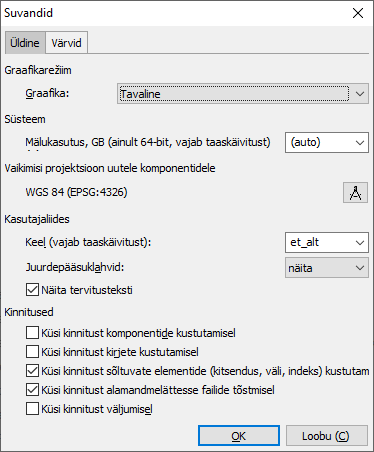 Suvandid
Üldine Värvid
Graafikarežiim
Graafika: Tavaline
Süsteem
Mälukasutus, GB (ainult 64-bit, vajab taaskäivitust) (auto)
Vaikimisi projektsioon uutele komponentidele
WGS 84 (EPSG:4326)
Kasutajaliides
Keel (vajab taaskäivitust): et_alt
Juurdepääsuklahvid: näita
Näita tervitusteksti
Kinnitused
Küsi kinnitust komponentide kustutamisel
Küsi kinnitust kirjete kustutamisel
Küsi kinnitust sõltuvate elementide (kitsendus, väli, indeks) kustutam
Küsi kinnitust alamandmelättesse failide tõstmisel
Küsi kinnitust väljumisel
OK Loobu (C)